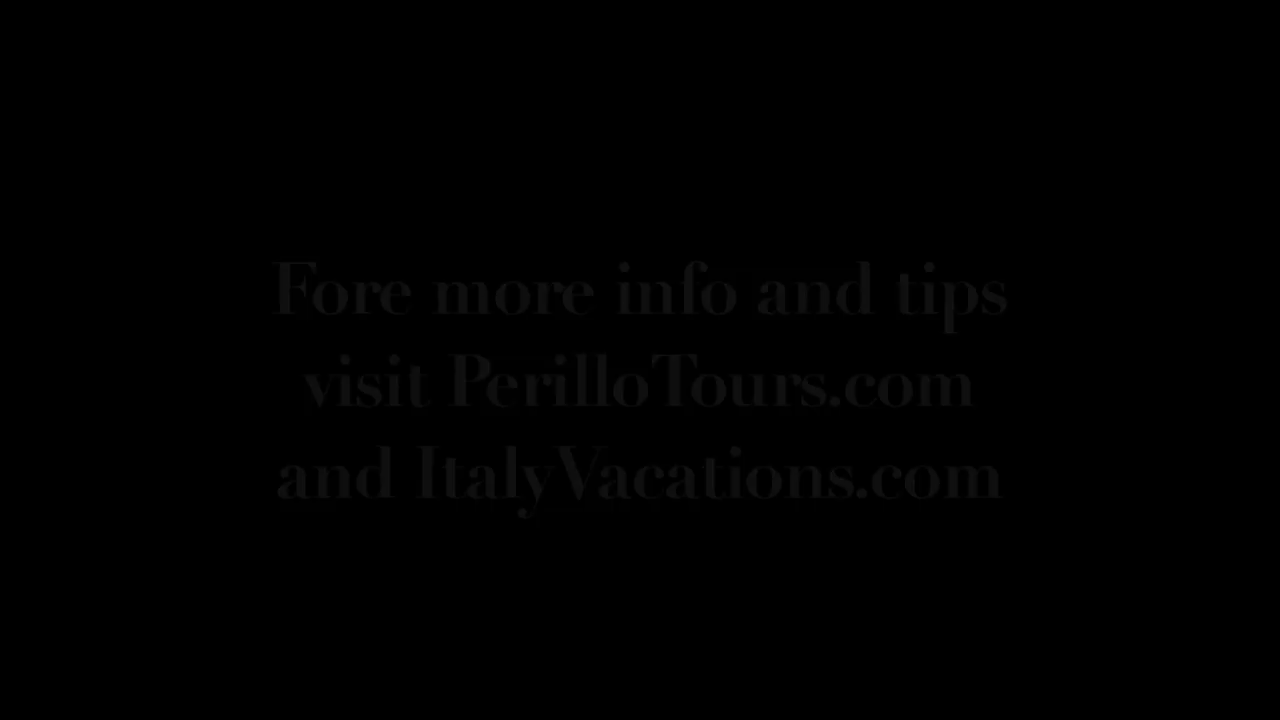 Fore more info and tips
visit PerilloTours.com
and ItalyVacations.com